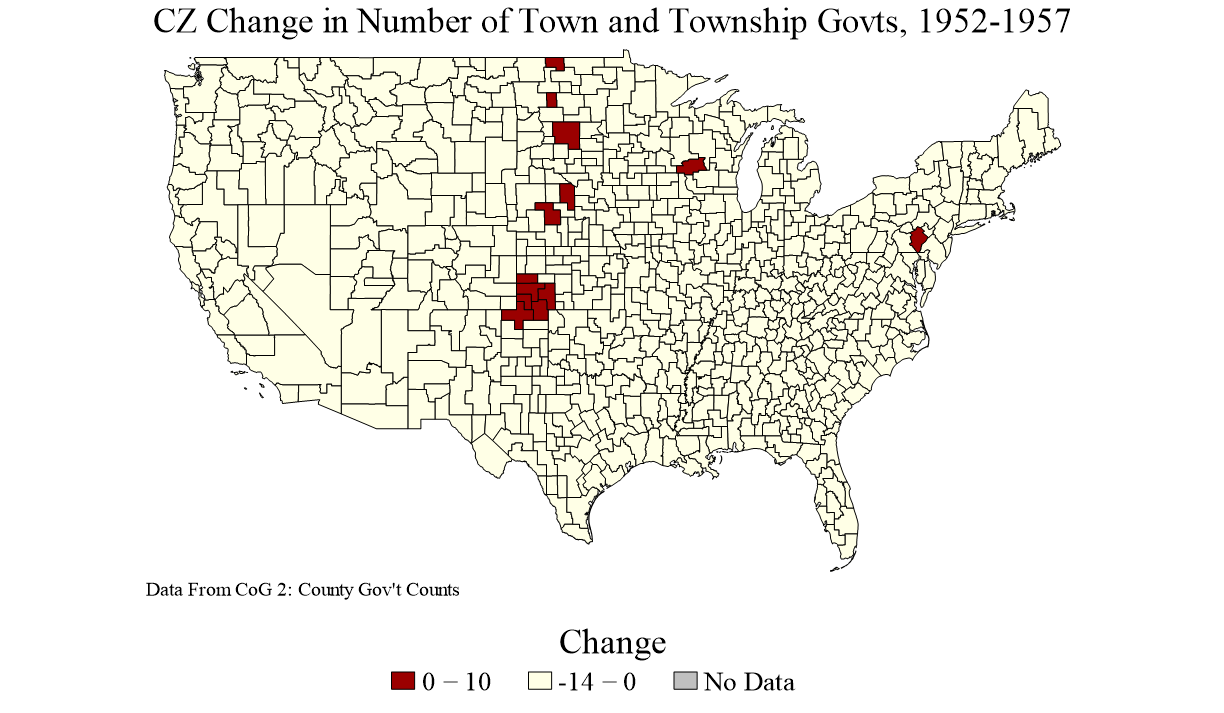 CZ Change in Number of Town and Township Govts, 1952-1957
Data From CoG 2: County Gov't Counts
Change
0 − 10
-14 − 0
No Data